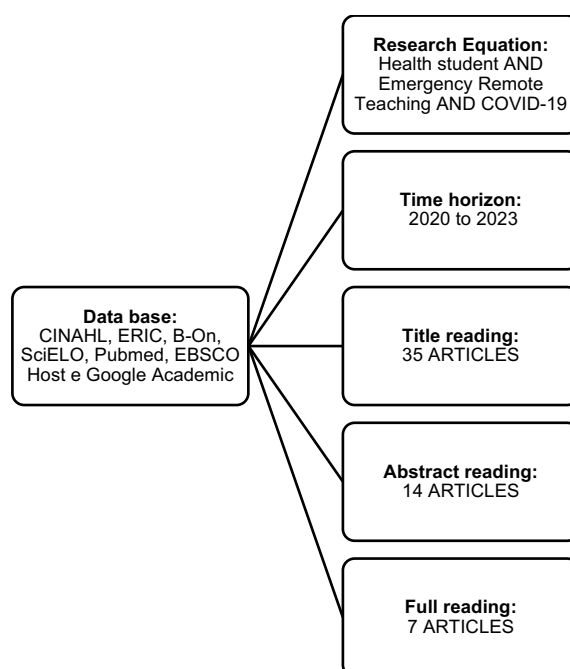 Research Equation:
Health student AND
Emergency Remote
Teaching AND COVID-19
Time horizon:
2020 to 2023
Data base:
CINAHL, ERIC, B-On,
SciELO, Pubmed, EBSCO
Host e Google Academic
Title reading:
35 ARTICLES
Abstract reading:
14 ARTICLES
Full reading:
7 ARTICLES